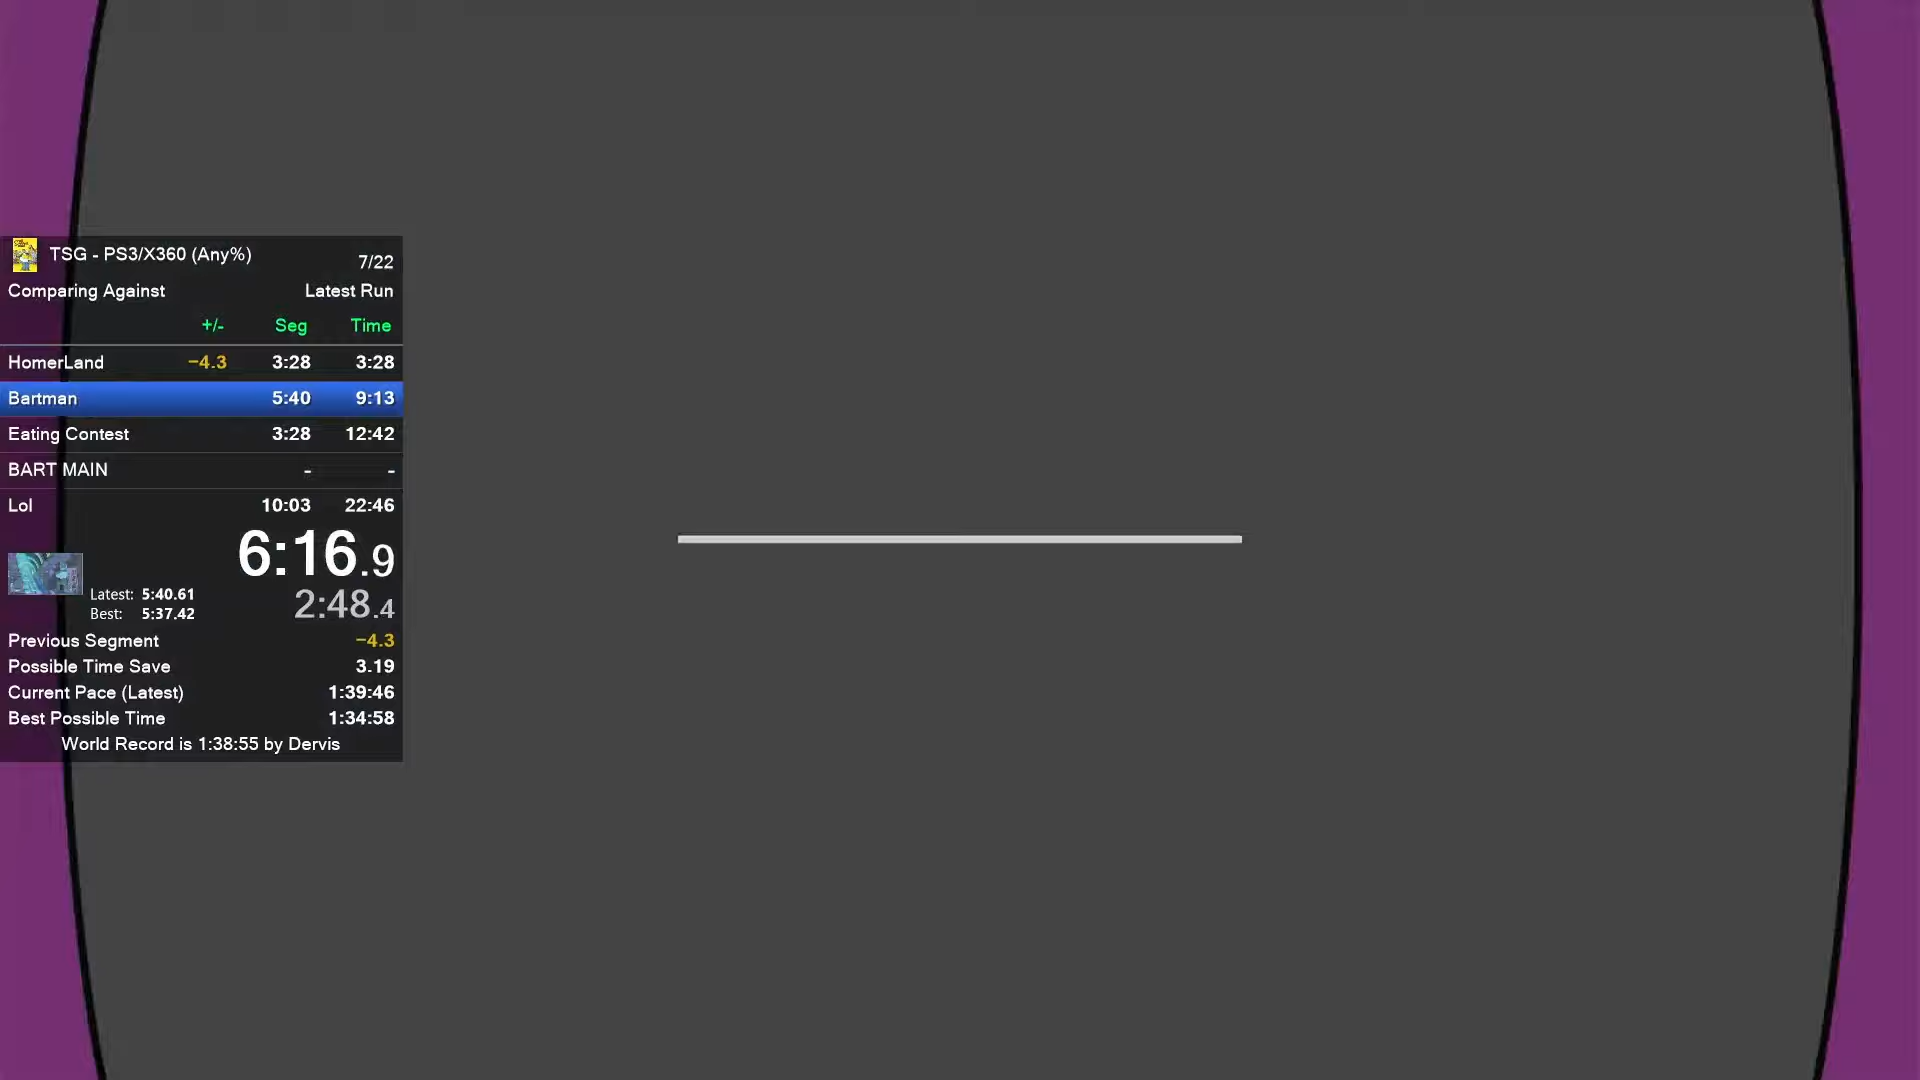 TSG - PS3/X360 (Any%)
7/22
Comparing Against Latest Run
+/- Seg Time
HomerLand −4.3 3:28 3:28
Bartman 5:40 9:13
Eating Contest 3:28 12:42
BART MAIN - -
Lol 10:03 22:46
6:16.9
Latest: 5:40.61
2:48.4
Best: 5:37.42
Previous Segment −4.3
Possible Time Save 3.19
Current Pace (Latest) 1:39:46
Best Possible Time 1:34:58
World Record is 1:38:55 by Dervis